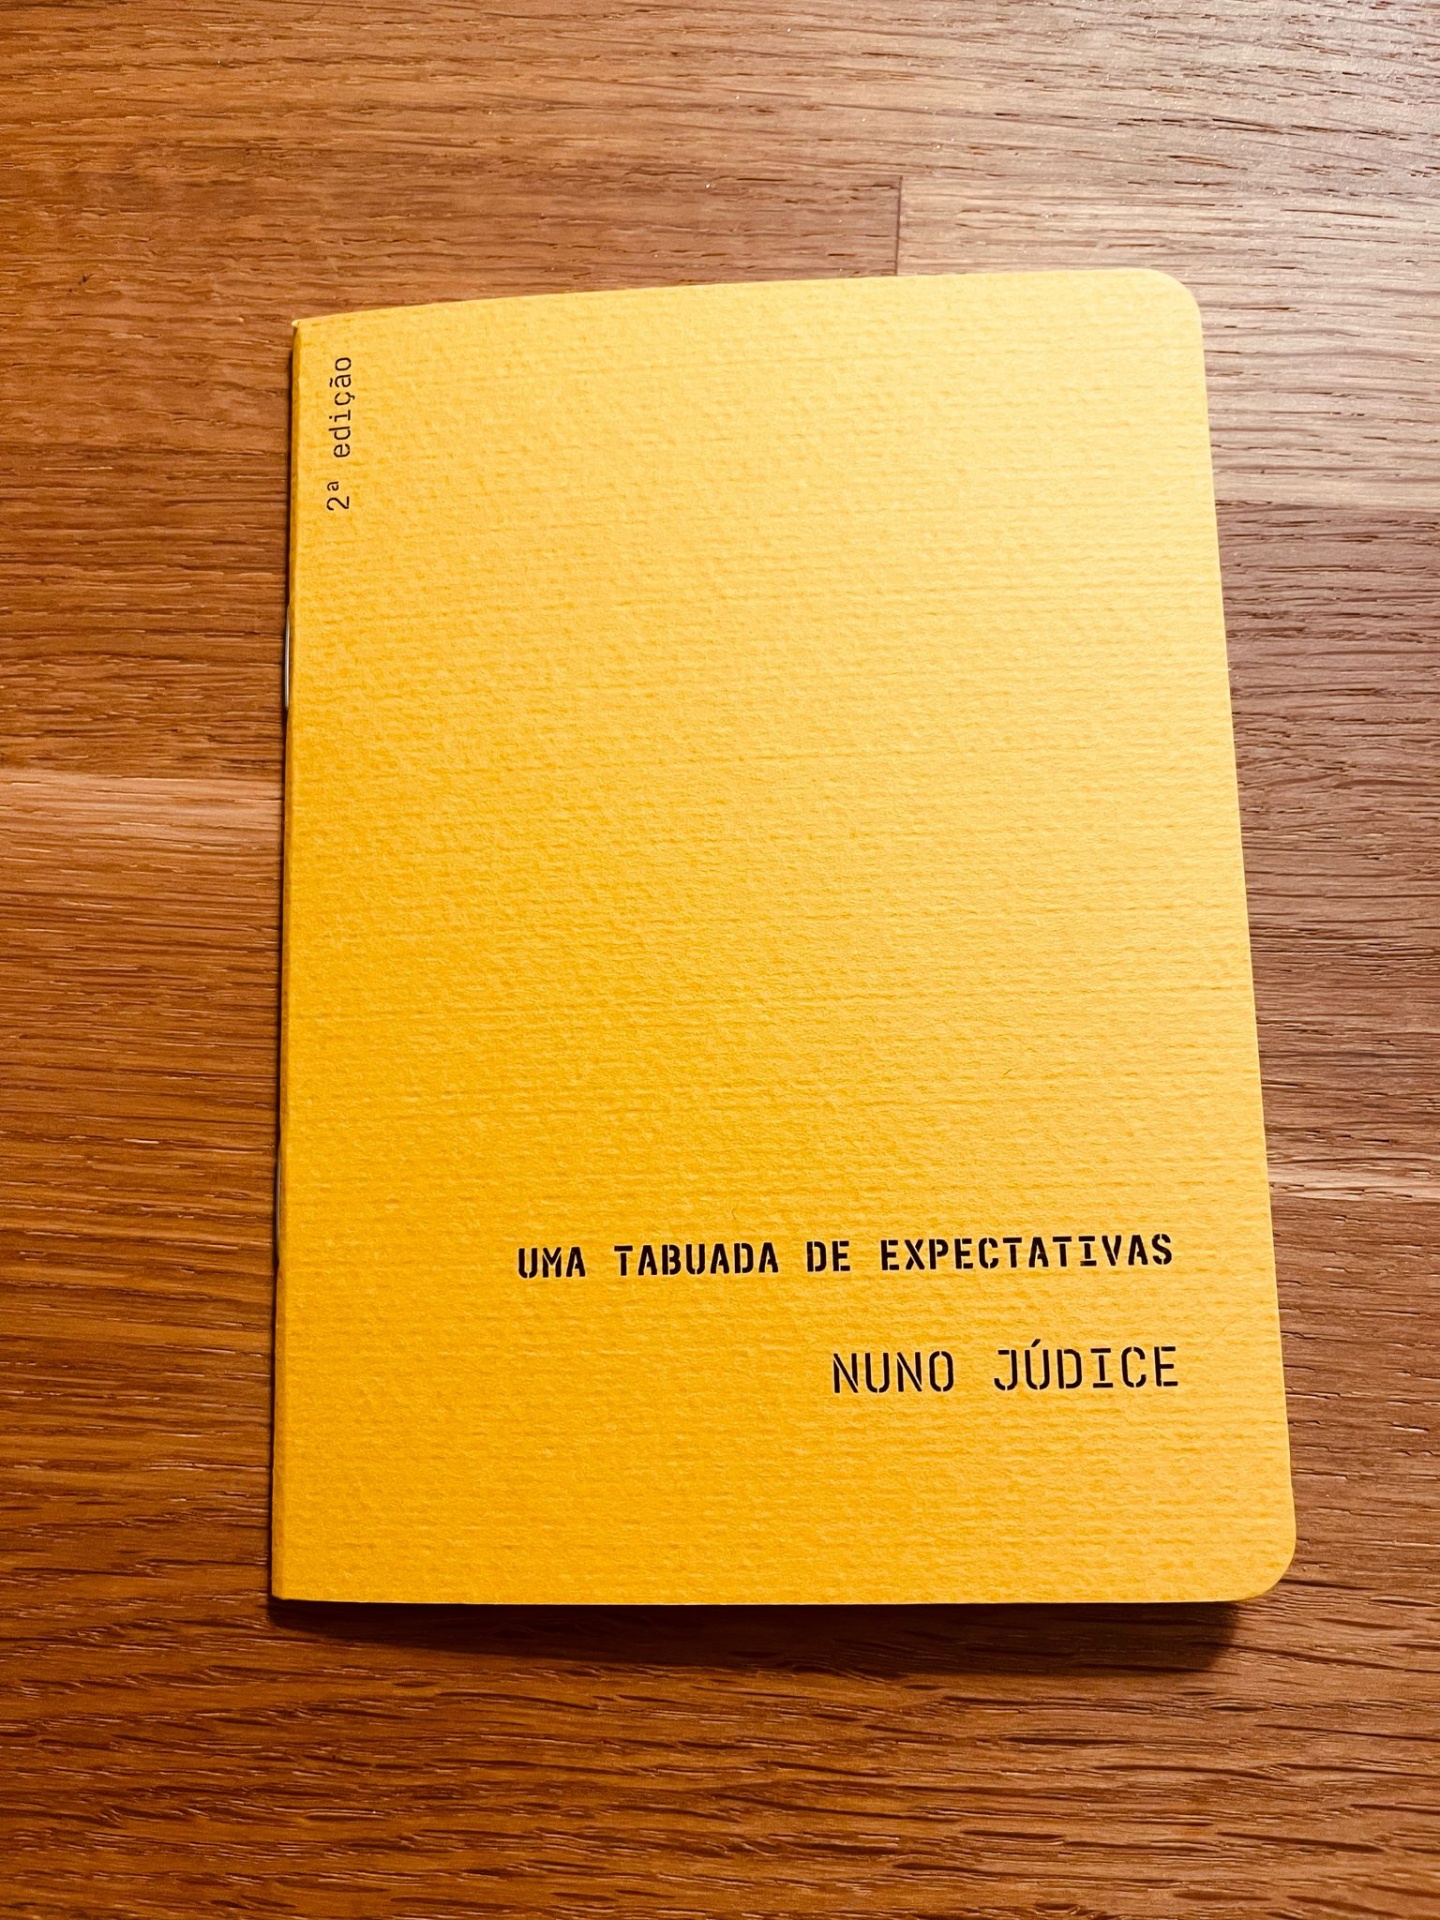 2ª edição
UMA TABUADA DE EXPECTATIVAS
NUNO JÚDICE